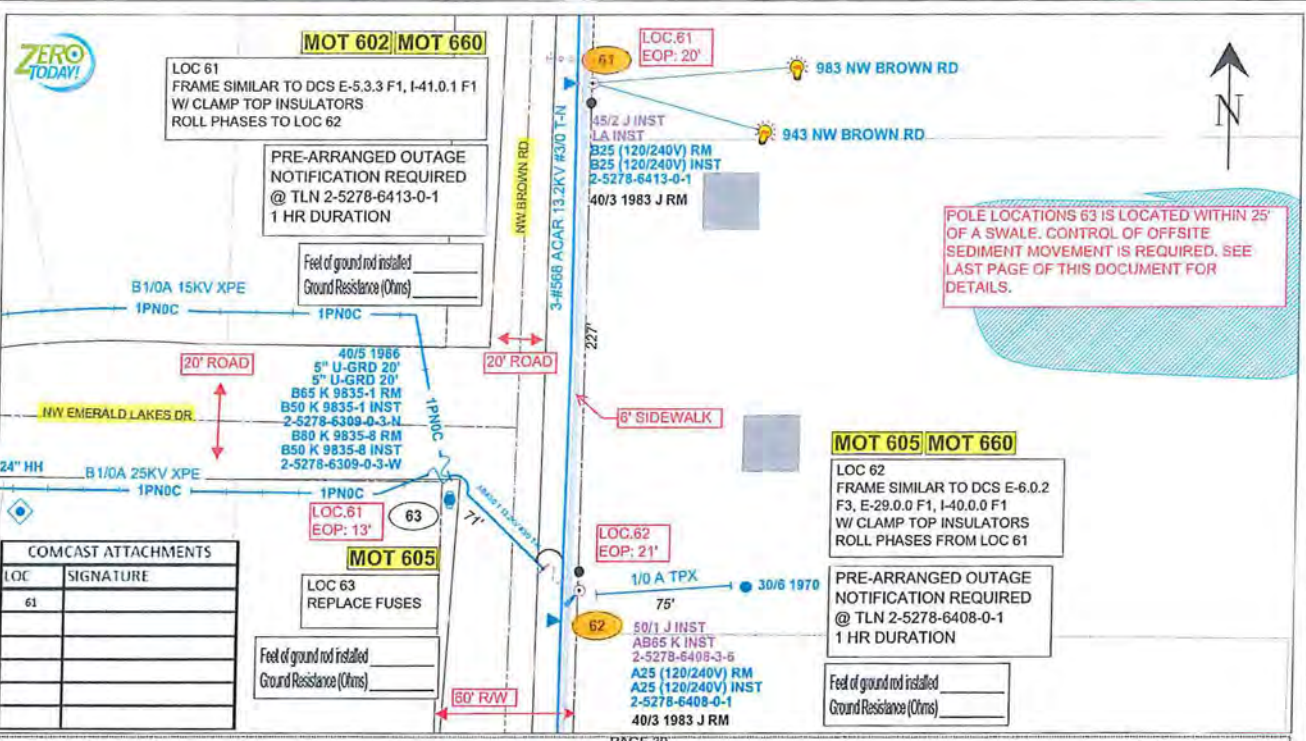 ZERO
TODAY!
MOT 602 MOT 660
LOC 61
FRAME SIMILAR TO DCS E-5.3.3 F1, I-41.0.1 F1
W/ CLAMP TOP INSULATORS
ROLL PHASES TO LOC 62
PRE-ARRANGED OUTAGE
NOTIFICATION REQUIRED
@ TLN 2-5278-6413-0-1
1 HR DURATION
Feet of ground rod installed
Ground Resistance (Ohms)
NW BROWN RD
3-#568 ACAR 13.2KV #3/0 T-N
LOC.61
EOP: 20'
61
983 NW BROWN RD
943 NW BROWN RD
N
45/2 J INST
LA INST
B25 (120/240V) RM
B25 (120/240V) INST
2-5278-6413-0-1
40/3 1983 J RM
POLE LOCATIONS 63 IS LOCATED WITHIN 25'
OF A SWALE. CONTROL OF OFFSITE
SEDIMENT MOVEMENT IS REQUIRED. SEE
LAST PAGE OF THIS DOCUMENT FOR
DETAILS.
B1/0A 15KV XPE
1PN0C
1PN0C
20' ROAD
NW EMERALD LAKES DR
40/5 1986
5" U-GRD 20'
5" U-GRD 20'
B65 K 9835-1 RM
B50 K 9835-1 INST
2-5278-6309-0-3-N
B80 K 9835-8 RM
B50 K 9835-8 INST
2-5278-6309-0-3-W
1PN0C
20' ROAD
227'
6' SIDEWALK
24" HH
B1/0A 25KV XPE
1PN0C
1PN0C
LOC.61
EOP: 13'
63
71'
MOT 605
LOC 63
REPLACE FUSES
Feet of ground rod installed
Ground Resistance (Ohms)
COMCAST ATTACHMENTS
LOC SIGNATURE
61
60' R/W
LOC.62
EOP: 21'
1/0 A TPX
75'
30/6 1970
62
50/1 J INST
AB65 K INST
2-5278-6408-3-6
A25 (120/240V) RM
A25 (120/240V) INST
2-5278-6408-0-1
40/3 1983 J RM
MOT 605 MOT 660
LOC 62
FRAME SIMILAR TO DCS E-6.0.2
F3, E-29.0.0 F1, I-40.0.0 F1
W/ CLAMP TOP INSULATORS
ROLL PHASES FROM LOC 61
PRE-ARRANGED OUTAGE
NOTIFICATION REQUIRED
@ TLN 2-5278-6408-0-1
1 HR DURATION
Feet of ground rod installed
Ground Resistance (Ohms)